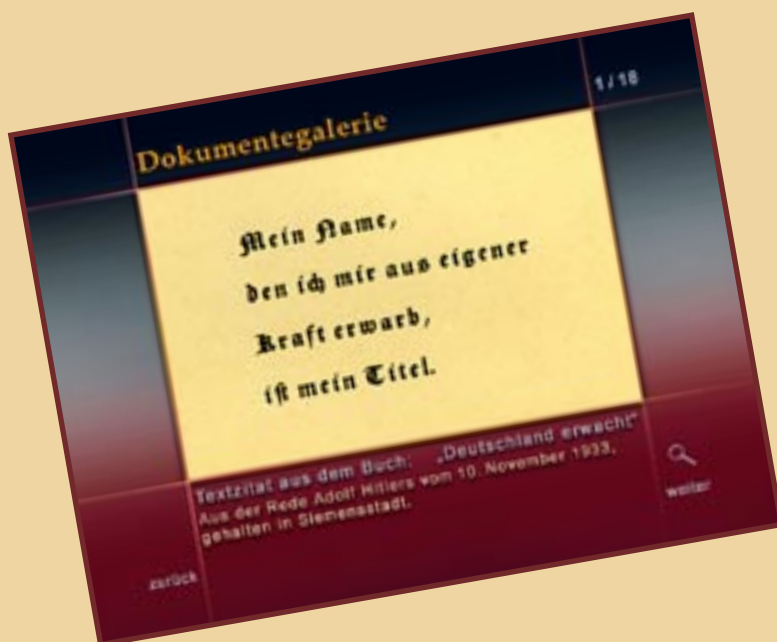 Dokumentegalerie
1/18
Mein Name,
den ich mir aus eigener
Kraft erwarb,
ist mein Titel.
Textzitat aus dem Buch: „Deutschland erwacht“
Aus der Rede Adolf Hitlers vom 10. November 1933,
gehalten in Siemensstadt.
weiter
zurück